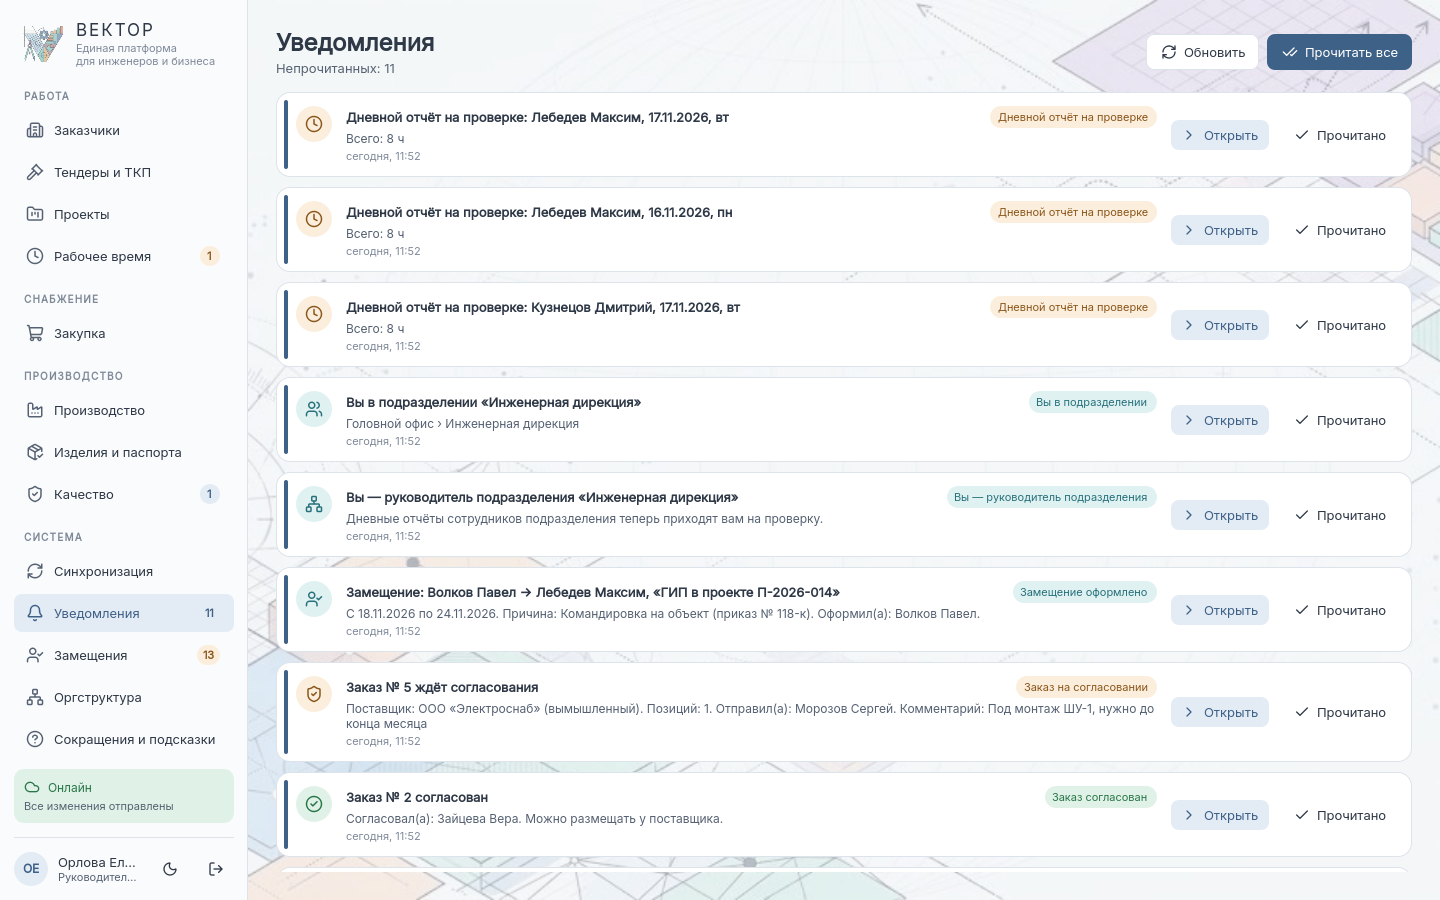 ВЕКТОР
Единая платформа
для инженеров и бизнеса
РАБОТА
Заказчики
Тендеры и ТКП
Проекты
Рабочее время 1
СНАБЖЕНИЕ
Закупка
ПРОИЗВОДСТВО
Производство
Изделия и паспорта
Качество 1
СИСТЕМА
Синхронизация
Уведомления 11
Замещения 13
Оргструктура
Сокращения и подсказки
Онлайн
Все изменения отправлены
ОЕ
Орлова Ел...
Руководител...
Уведомления
Непрочитанных: 11
Обновить
Прочитать все
Дневной отчёт на проверке: Лебедев Максим, 17.11.2026, вт
Всего: 8 ч
сегодня, 11:52
Дневной отчёт на проверке
Открыть
Прочитано
Дневной отчёт на проверке: Лебедев Максим, 16.11.2026, пн
Всего: 8 ч
сегодня, 11:52
Дневной отчёт на проверке
Открыть
Прочитано
Дневной отчёт на проверке: Кузнецов Дмитрий, 17.11.2026, вт
Всего: 8 ч
сегодня, 11:52
Дневной отчёт на проверке
Открыть
Прочитано
Вы в подразделении «Инженерная дирекция»
Головной офис › Инженерная дирекция
сегодня, 11:52
Вы в подразделении
Открыть
Прочитано
Вы — руководитель подразделения «Инженерная дирекция»
Дневные отчёты сотрудников подразделения теперь приходят вам на проверку.
сегодня, 11:52
Вы — руководитель подразделения
Открыть
Прочитано
Замещение: Волков Павел → Лебедев Максим, «ГИП в проекте П-2026-014»
С 18.11.2026 по 24.11.2026. Причина: Командировка на объект (приказ № 118-к). Оформил(а): Волков Павел.
сегодня, 11:52
Замещение оформлено
Открыть
Прочитано
Заказ № 5 ждёт согласования
Поставщик: ООО «Электроснаб» (вымышленный). Позиций: 1. Отправил(а): Морозов Сергей. Комментарий: Под монтаж ШУ-1, нужно до
конца месяца
сегодня, 11:52
Заказ на согласовании
Открыть
Прочитано
Заказ № 2 согласован
Согласовал(а): Зайцева Вера. Можно размещать у поставщика.
сегодня, 11:52
Заказ согласован
Открыть
Прочитано